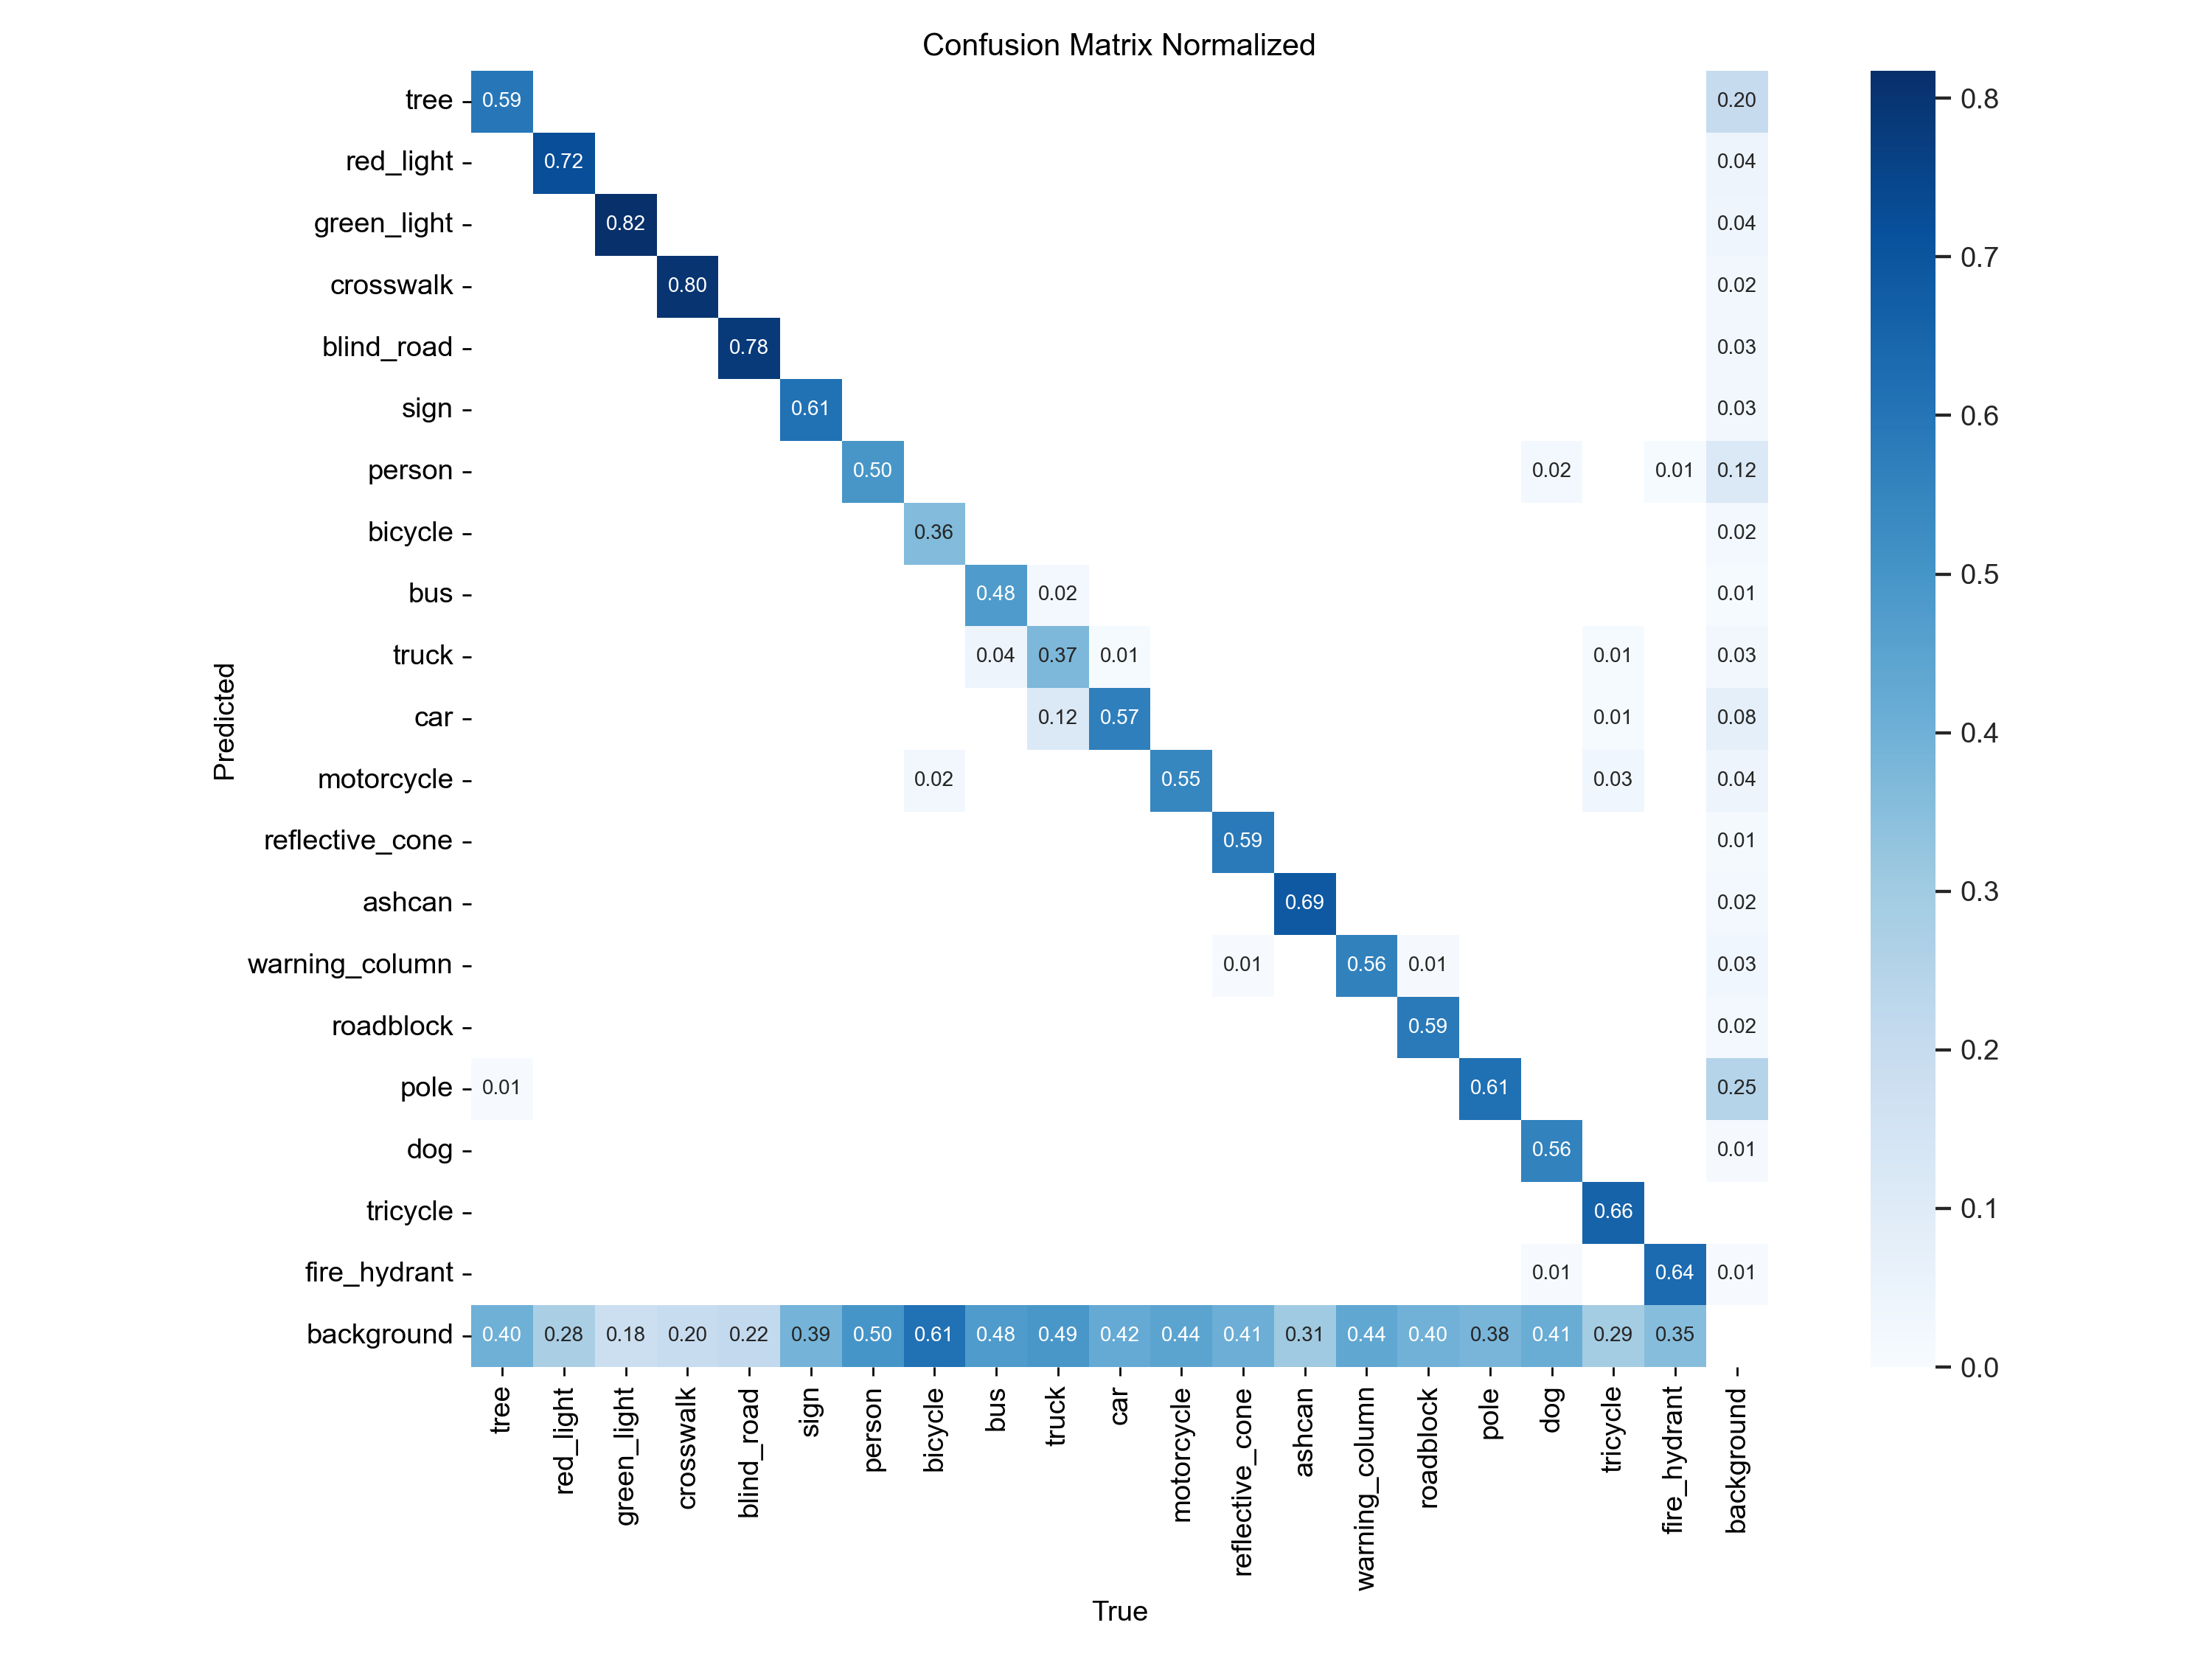 Confusion Matrix Normalized
tree 0.59 0.20 0.8
red_light 0.72 0.04
green_light 0.82 0.04
0.7
crosswalk 0.80 0.02
blind_road 0.78 0.03
sign 0.61 0.03 0.6
person 0.50 0.02 0.01 0.12
bicycle 0.36 0.02
bus 0.48 0.02 0.01 0.5
truck 0.04 0.37 0.01 0.01 0.03
Predicted
car 0.12 0.57 0.01 0.08
0.4
motorcycle 0.02 0.55 0.03 0.04
reflective_cone 0.59 0.01
ashcan 0.69 0.02 0.3
warning_column 0.01 0.56 0.01 0.03
roadblock 0.59 0.02
0.2
pole 0.01 0.61 0.25
dog 0.56 0.01
tricycle 0.66 0.1
fire_hydrant 0.01 0.64 0.01
background 0.40 0.28 0.18 0.20 0.22 0.39 0.50 0.61 0.48 0.49 0.42 0.44 0.41 0.31 0.44 0.40 0.38 0.41 0.29 0.35
0.0
tree red_light green_light crosswalk blind_road sign person bicycle bus truck car motorcycle reflective_cone ashcan warning_column roadblock pole dog tricycle fire_hydrant background
True